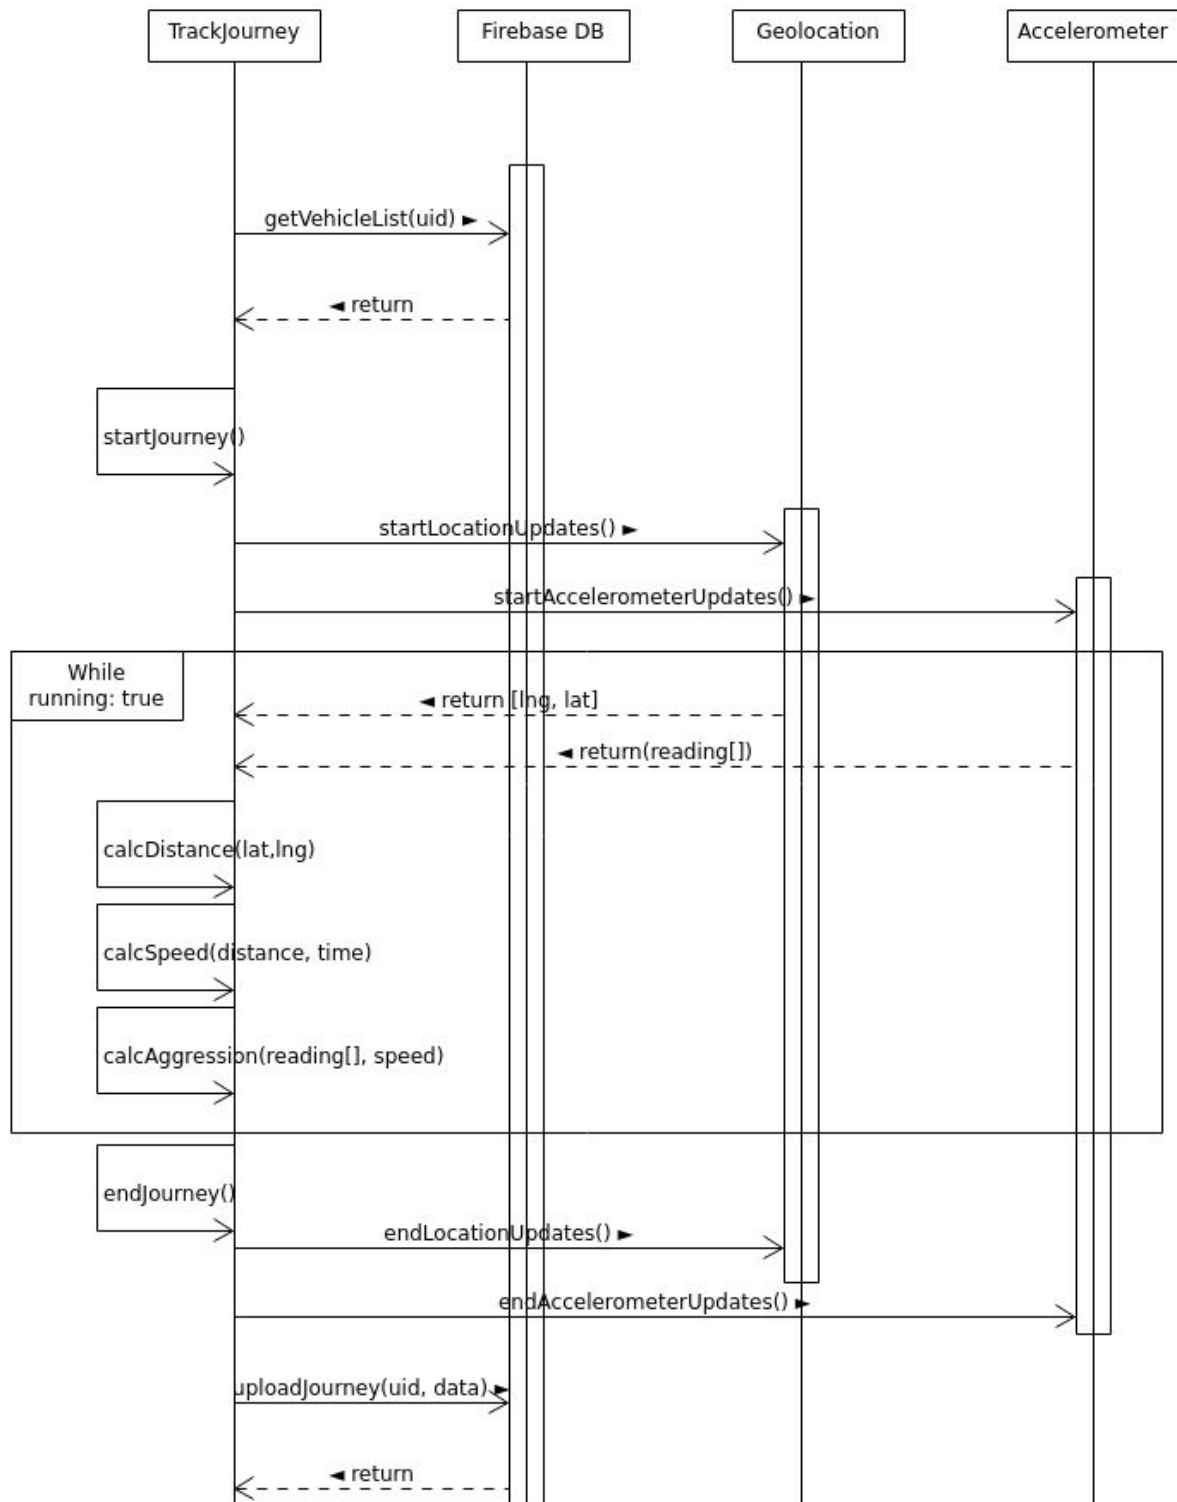 TrackJourney
Firebase DB
Geolocation
Accelerometer
getVehicleList(uid) ►
◄ return
startJourney()
startLocationUpdates() ►
startAccelerometerUpdates() ►
While
running: true
◄ return [lng, lat]
◄ return(reading[])
calcDistance(lat,lng)
calcSpeed(distance, time)
calcAggression(reading[], speed)
endJourney()
endLocationUpdates() ►
endAccelerometerUpdates() ►
uploadJourney(uid, data) ►
◄ return